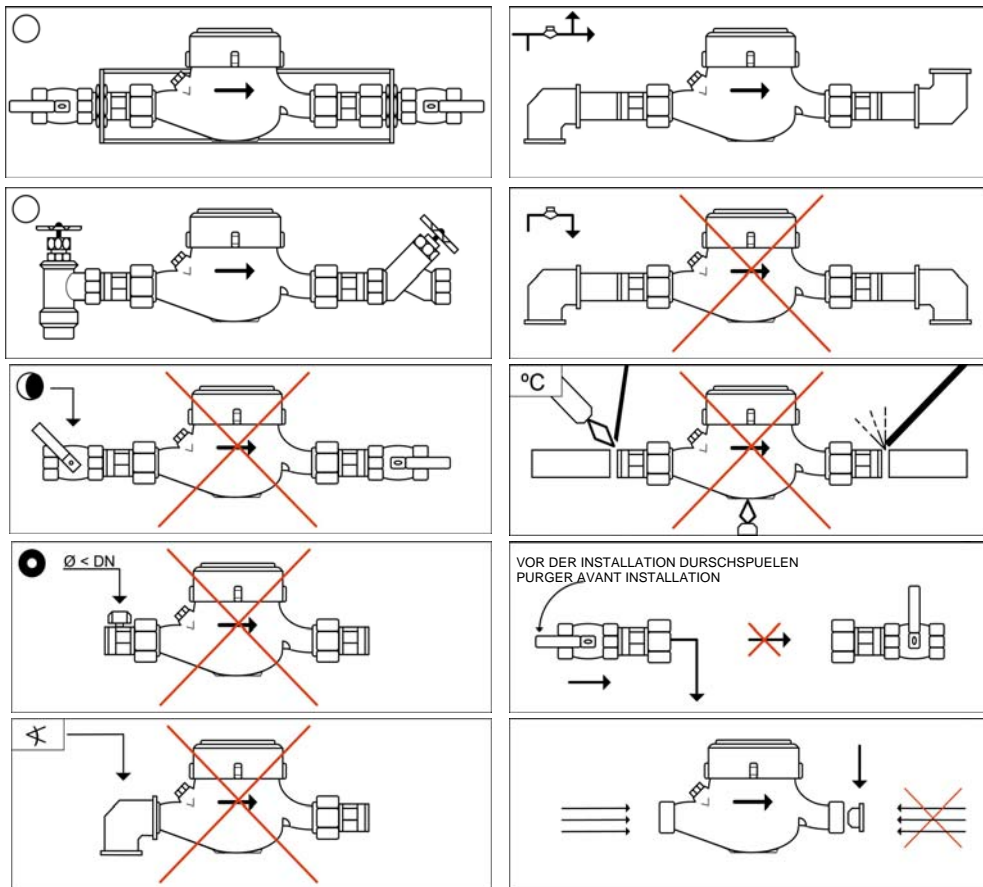 ºC
Ø < DN
VOR DER INSTALLATION DURSCHSPUELEN
PURGER AVANT INSTALLATION